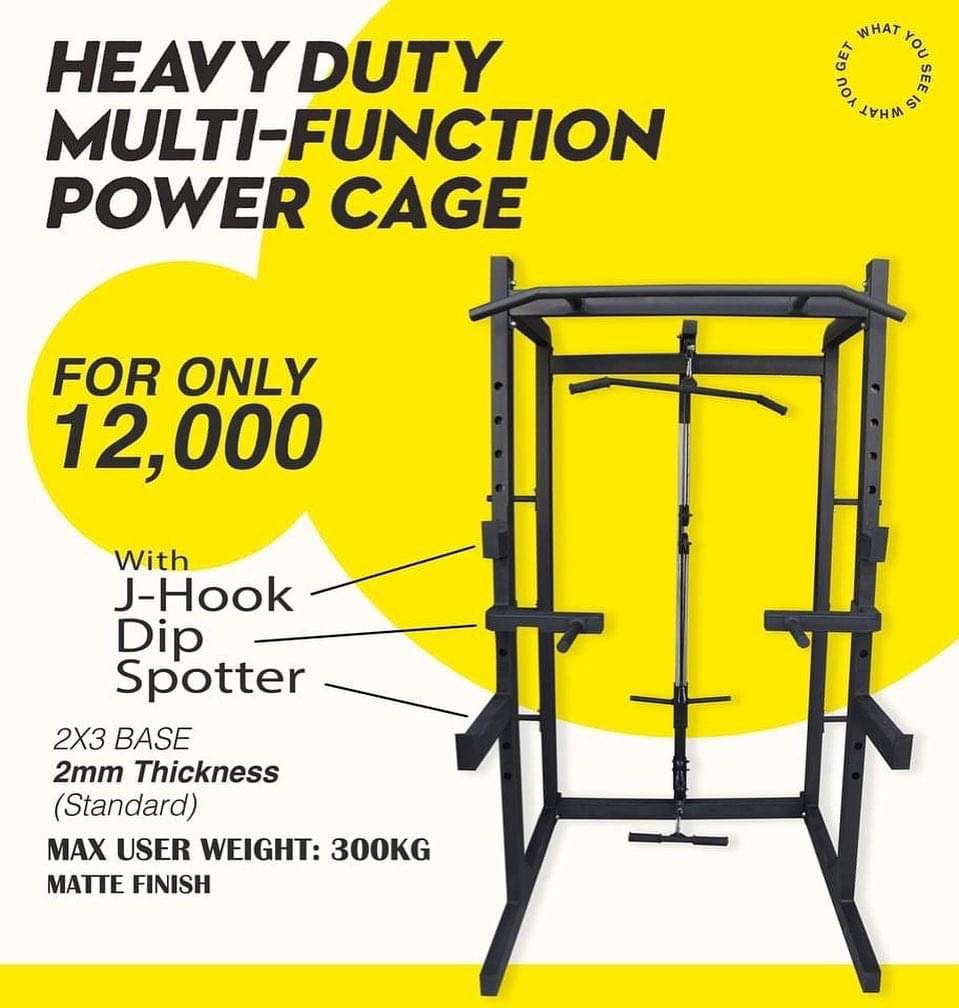 HEAVY DUTY
MULTI-FUNCTION
POWER CAGE
WHAT YOU SEE IS WHAT YOU GET
FOR ONLY
12,000
With
J-Hook
Dip
Spotter
2X3 BASE
2mm Thickness
(Standard)
MAX USER WEIGHT: 300KG
MATTE FINISH